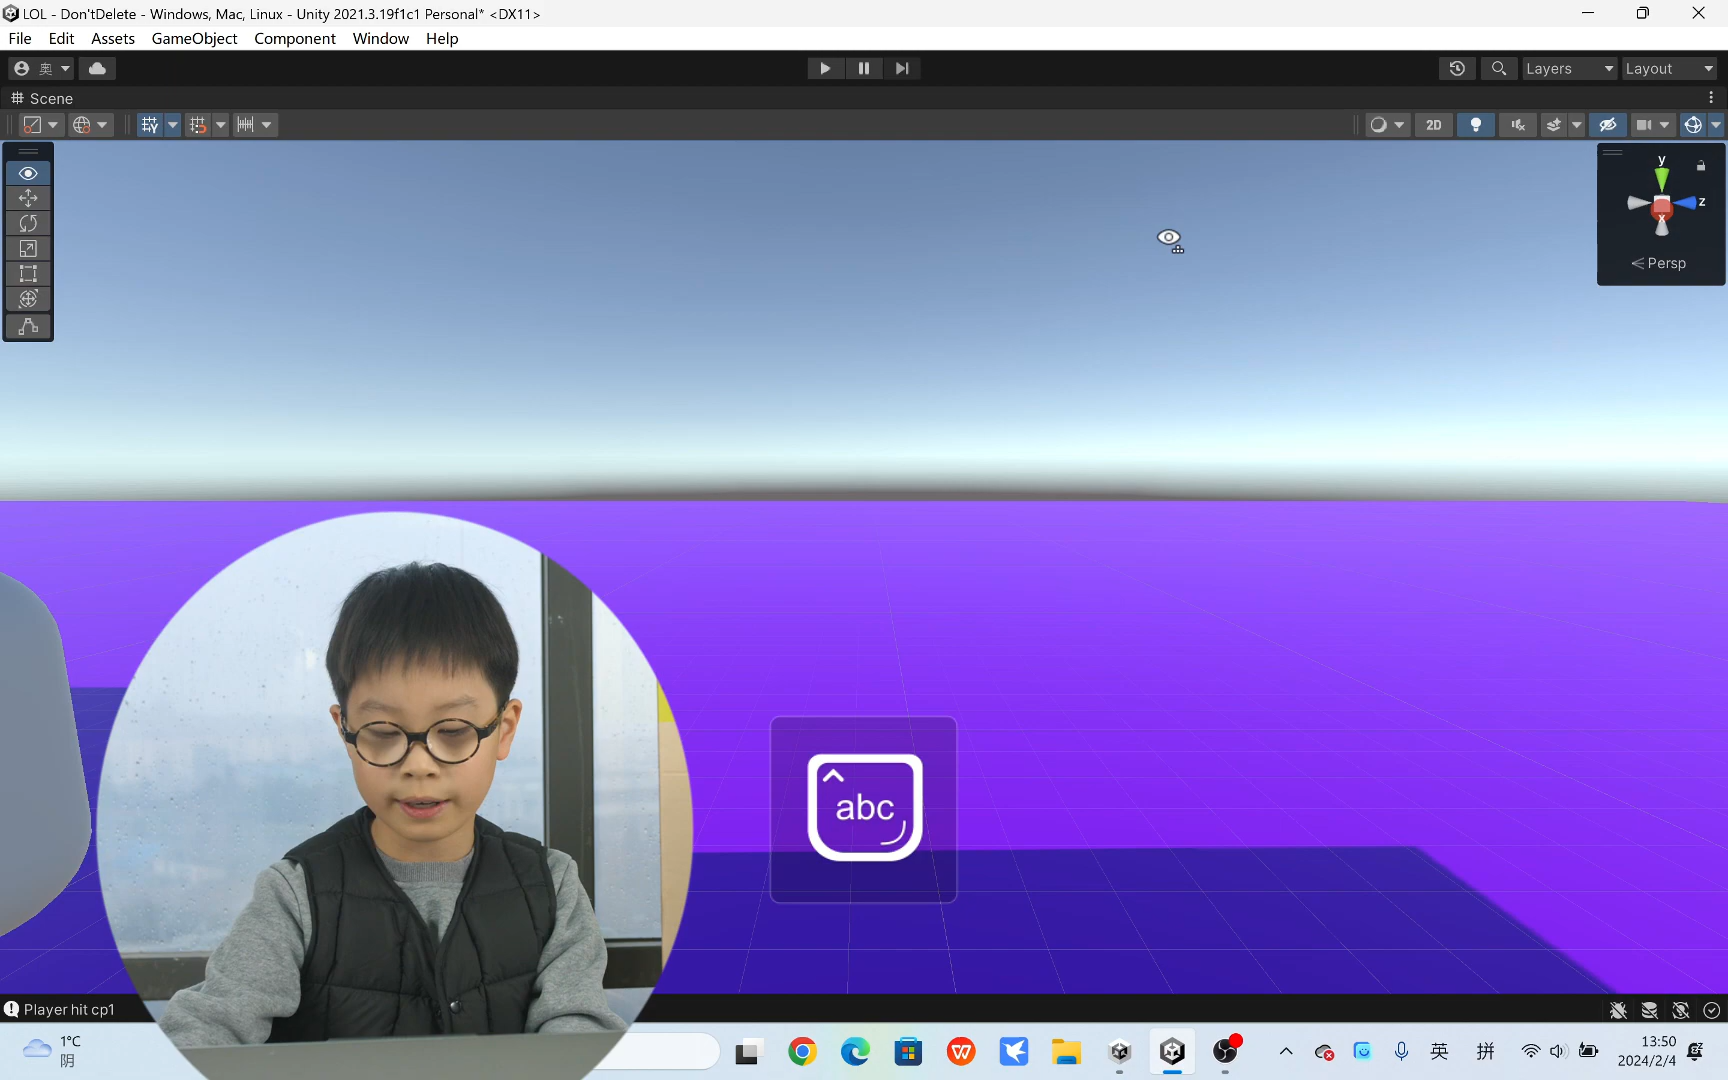 LOL - Don'tDelete - Windows, Mac, Linux - Unity 2021.3.19f1c1 Personal* <DX11>
File Edit Assets GameObject Component Window Help
奥
Layers
Layout
Scene
2D
y
z
x
Persp
abc
Player hit cp1
1°C
阴
英
拼
13:50
2024/2/4